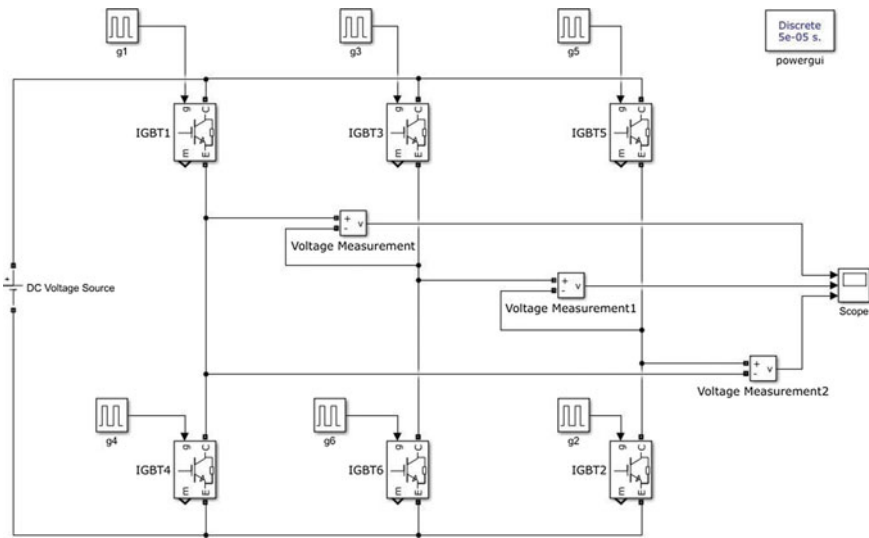 g1
g3
g5
Discrete
5e-05 s.
powergui
g
C
IGBT1
m
E
g
C
IGBT3
m
E
g
C
IGBT5
m
E
+
-
v
Voltage Measurement
+
DC Voltage Source
+
-
v
Voltage Measurement1
Scope
+
-
v
Voltage Measurement2
g4
g6
g2
g
C
IGBT4
m
E
g
C
IGBT6
m
E
g
C
IGBT2
m
E